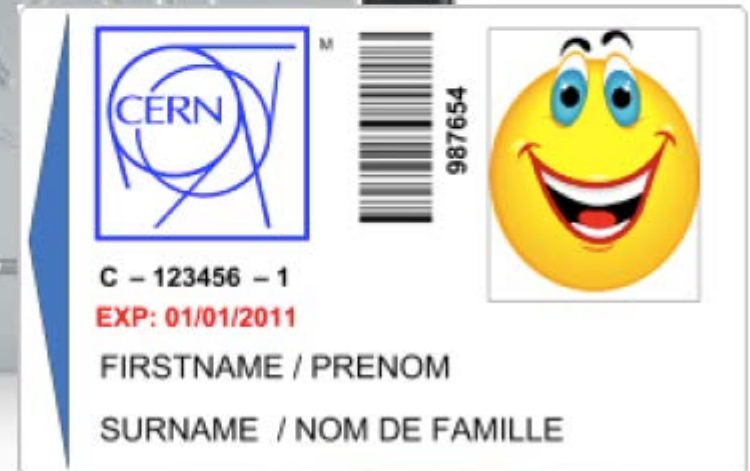 CERN
M
987654
C – 123456 – 1
EXP: 01/01/2011
FIRSTNAME / PRENOM
SURNAME / NOM DE FAMILLE